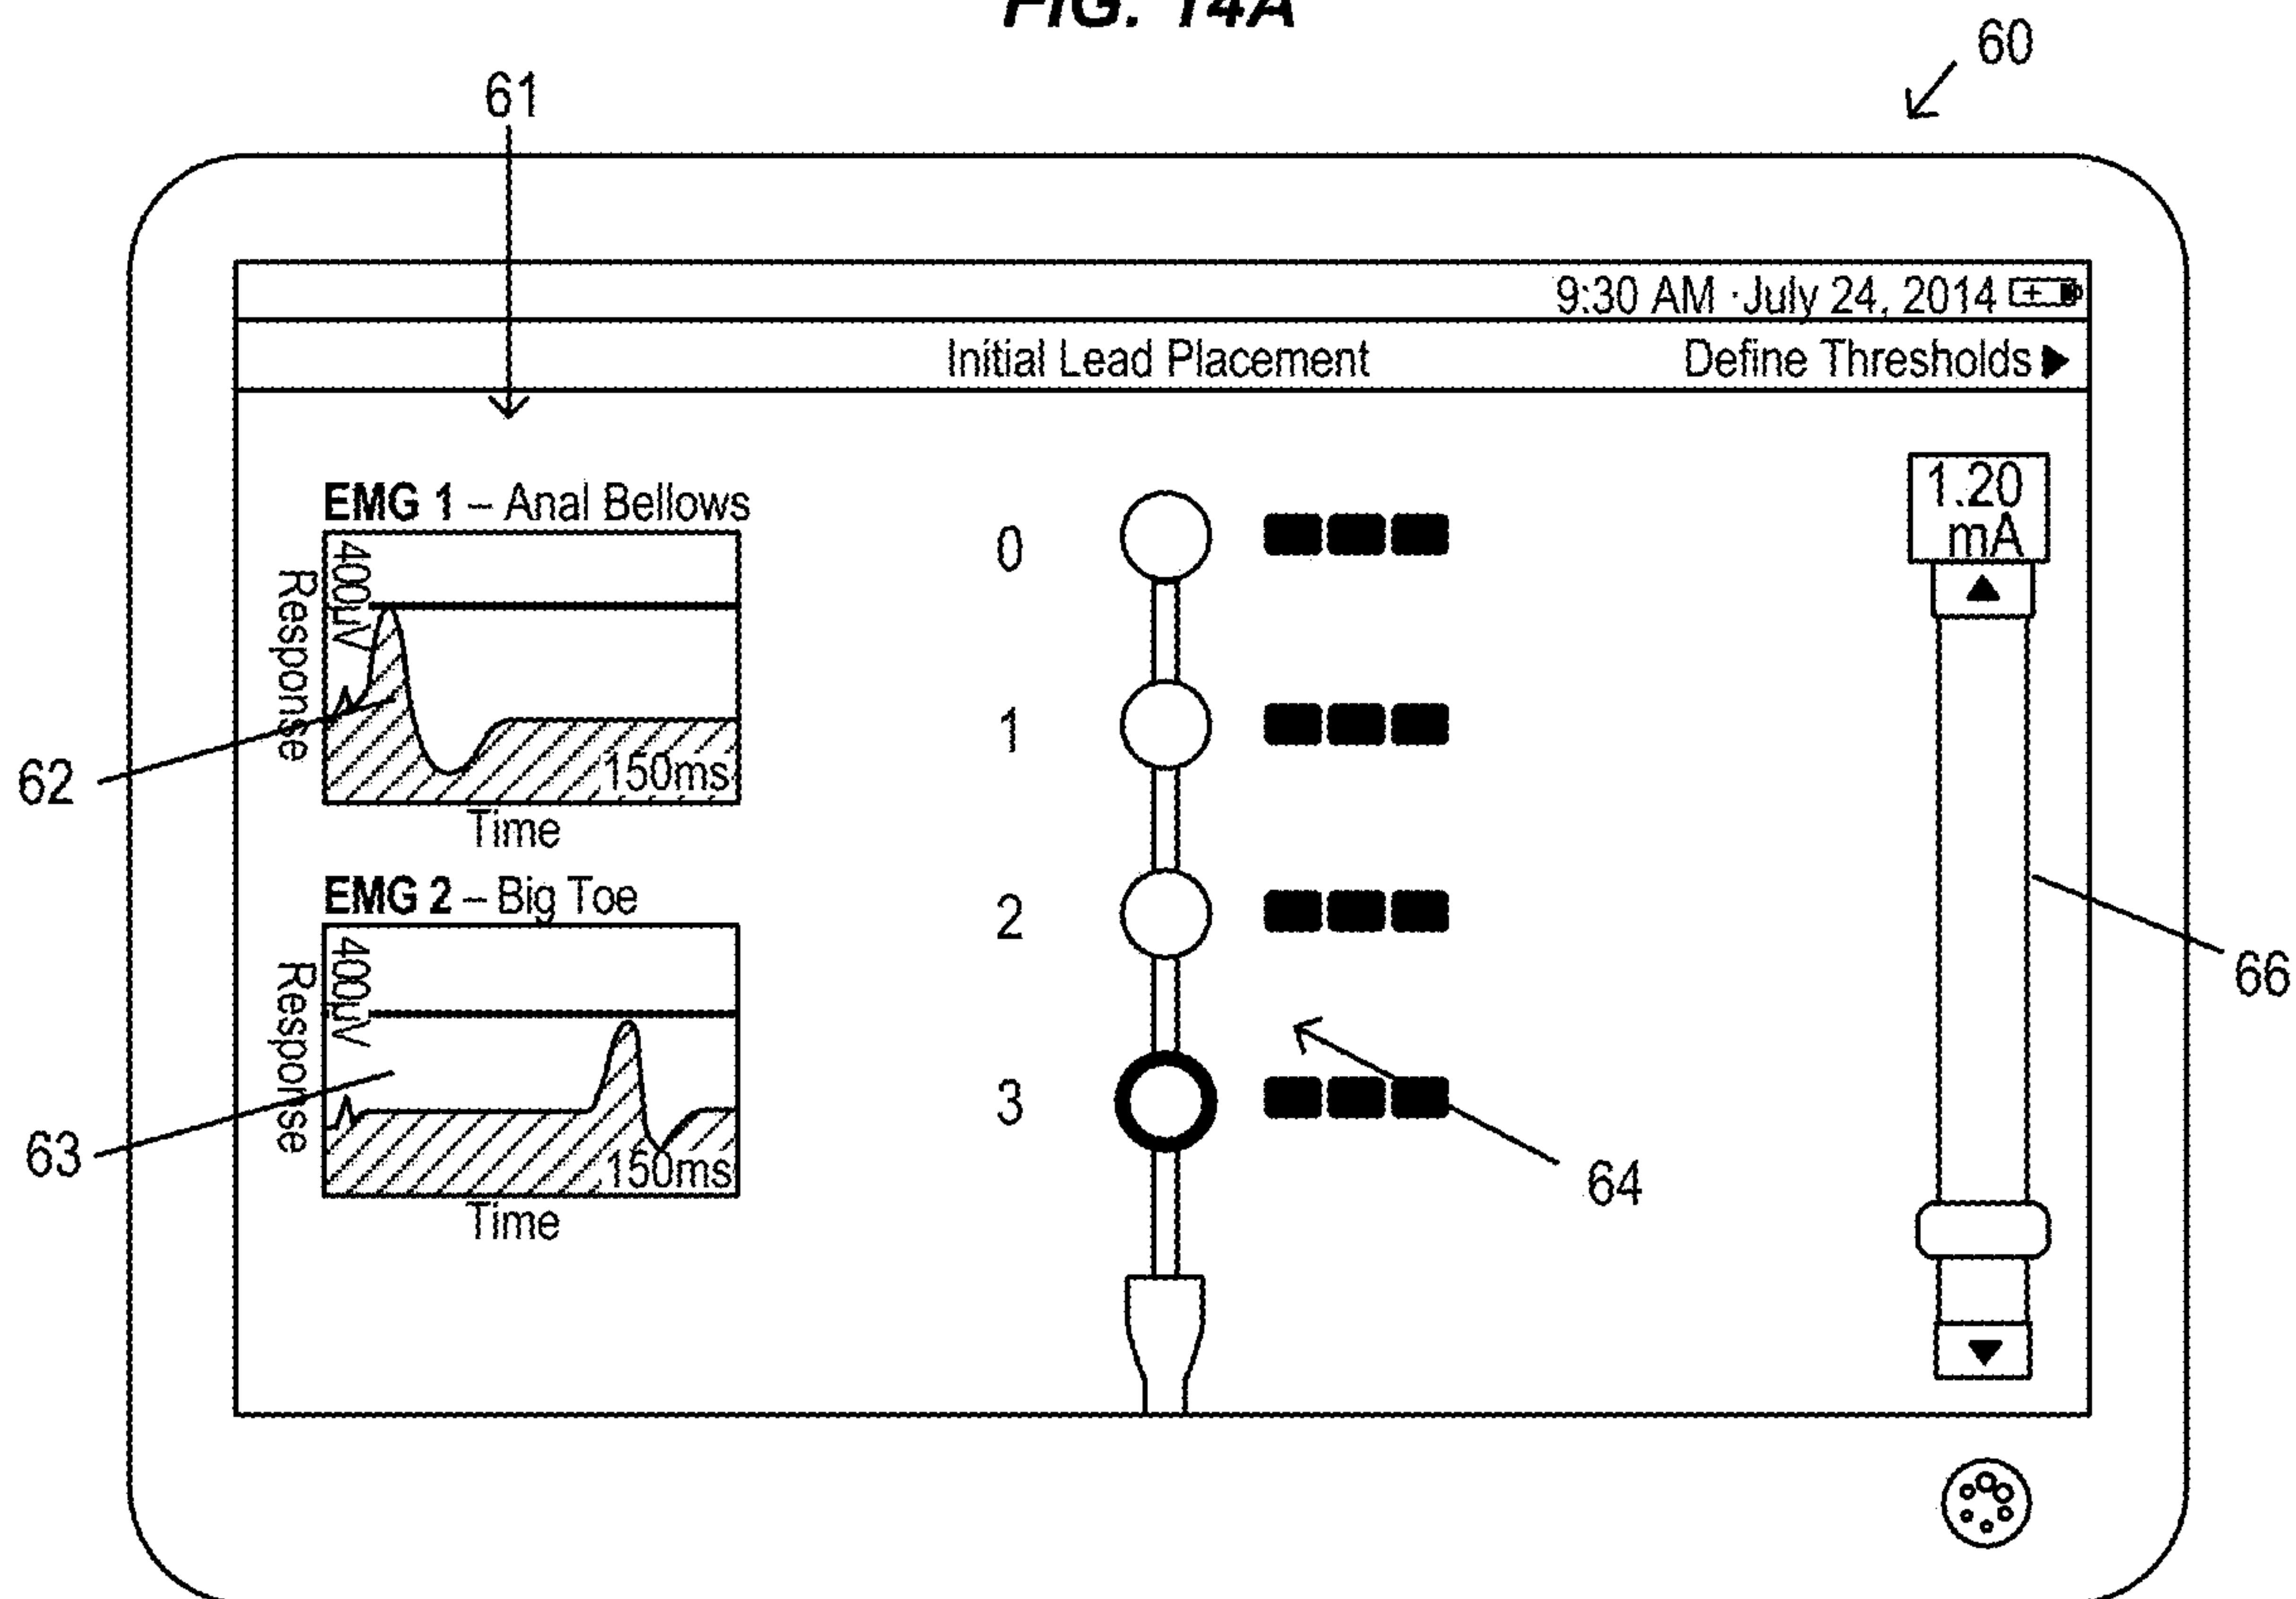 FIG. 14A
60
61
9:30 AM ·July 24, 2014
Initial Lead Placement
Define Thresholds ▶
EMG 1 – Anal Bellows
400µV
Response
150ms
Time
62
EMG 2 – Big Toe
400µV
Response
150ms
Time
63
0
1
2
3
64
1.20
mA
66